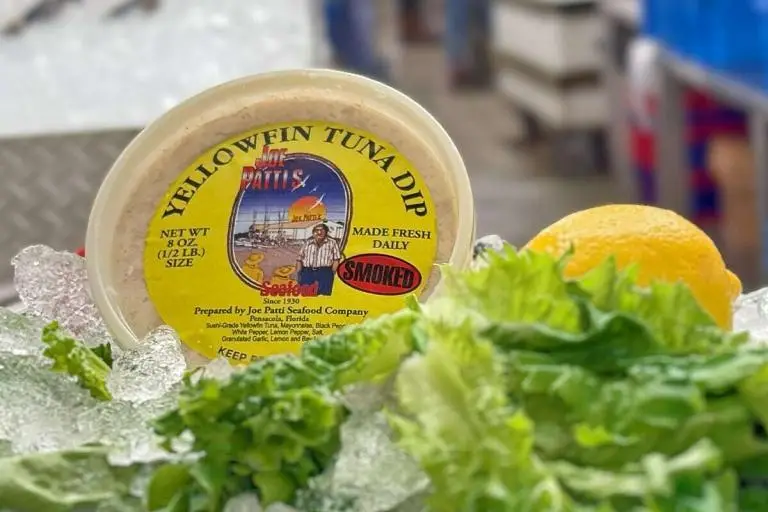 YELLOWFIN TUNA DIP
JOE
PATTI'S
JOE PATTI'S
NET WT
8 OZ.
(1/2 LB.)
SIZE
MADE FRESH
DAILY
SMOKED
Seafood
Since 1930
Prepared by Joe Patti Seafood Company
Pensacola, Florida
Sushi-Grade Yellowfin Tuna, Mayonnaise, Black
White Pepper, Lemon Pepper, Salt,
Granulated Garlic, Lemon and
KEEP